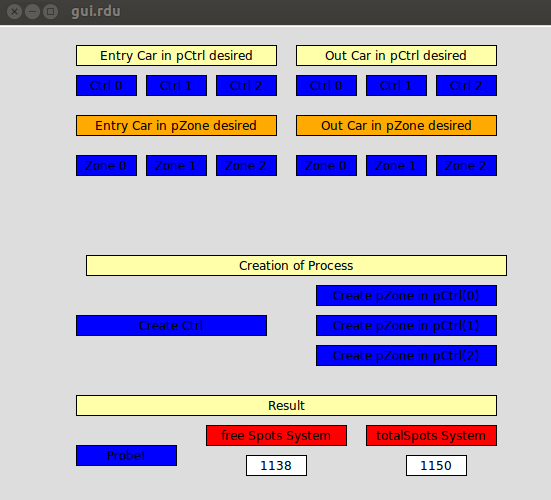 gui.rdu
Entry Car in pCtrl desired Out Car in pCtrl desired
Ctrl 0 Ctrl 1 Ctrl 2 Ctrl 0 Ctrl 1 Ctrl 2
Entry Car in pZone desired Out Car in pZone desired
Zone 0 Zone 1 Zone 2 Zone 0 Zone 1 Zone 2
Creation of Process
Create pZone in pCtrl(0)
Create Ctrl Create pZone in pCtrl(1)
Create pZone in pCtrl(2)
Result
free Spots System totalSpots System
Probe!
1138 1150